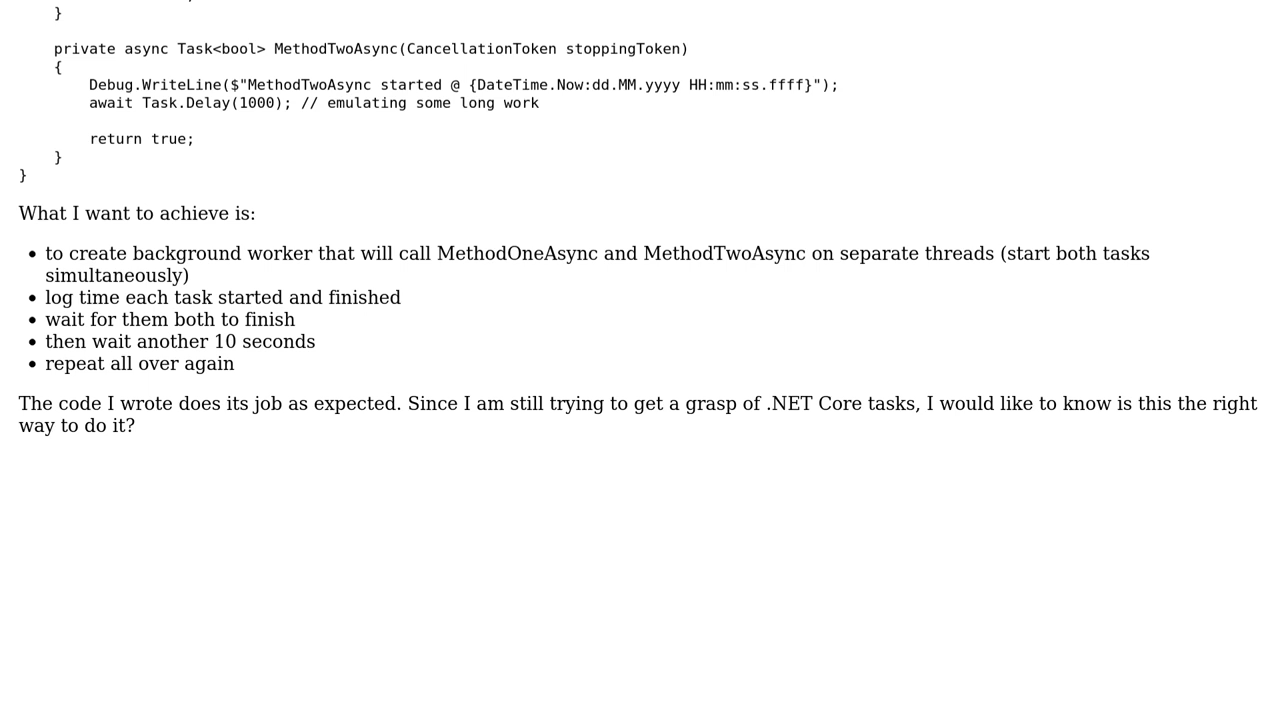 }
private async Task<bool> MethodTwoAsync(CancellationToken stoppingToken)
{
Debug.WriteLine($"MethodTwoAsync started @ {DateTime.Now:dd.MM.yyyy HH:mm:ss.ffff}");
await Task.Delay(1000); // emulating some long work
return true;
}
}
What I want to achieve is:
• to create background worker that will call MethodOneAsync and MethodTwoAsync on separate threads (start both tasks
simultaneously)
• log time each task started and finished
• wait for them both to finish
• then wait another 10 seconds
• repeat all over again
The code I wrote does its job as expected. Since I am still trying to get a grasp of .NET Core tasks, I would like to know is this the right
way to do it?